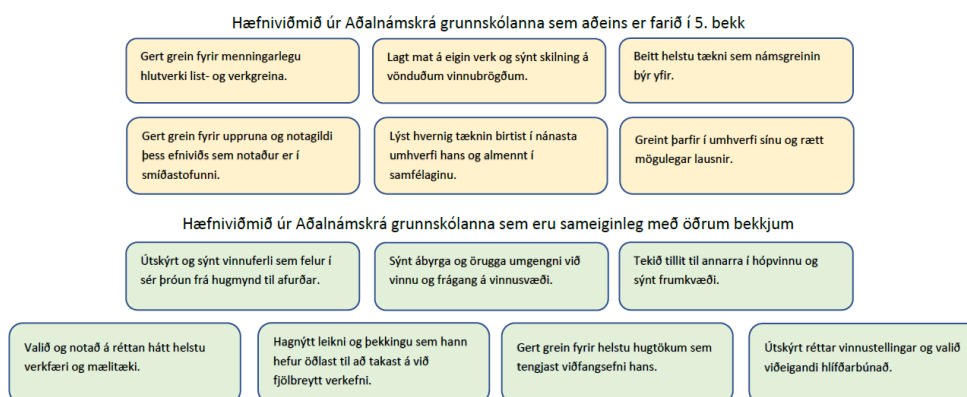 Hæfniviðmið úr Aðalnámskrá grunnskólanna sem aðeins er farið í 5. bekk
Gert grein fyrir menningarlegu
hlutverki list- og verkgreina.
Lagt mat á eigin verk og sýnt skilning á
vönduðum vinnubrögðum.
Beitt helstu tækni sem námsgreinin
býr yfir.
Gert grein fyrir uppruna og notagildi
þess efniviðs sem notaður er í
smíðastofunni.
Lýst hvernig tæknin birtist í nánasta
umhverfi hans og almennt í
samfélaginu.
Greint þarfir í umhverfi sínu og rætt
mögulegar lausnir.
Hæfniviðmið úr Aðalnámskrá grunnskólanna sem eru sameiginleg með öðrum bekkjum
Útskýrt og sýnt vinnuferli sem felur í
sér þróun frá hugmynd til afurðar.
Sýnt ábyrga og örugga umgengni við
vinnu og frágang á vinnusvæði.
Tekið tillit til annarra í hópvinnu og
sýnt frumkvæði.
Valið og notað á réttan hátt helstu
verkfæri og mælitæki.
Hagnýtt leikni og þekkingu sem hann
hefur öðlast til að takast á við
fjölbreytt verkefni.
Gert grein fyrir helstu hugtökum sem
tengjast viðfangsefni hans.
Útskýrt réttar vinnustellingar og valið
viðeigandi hlífðarbúnað.